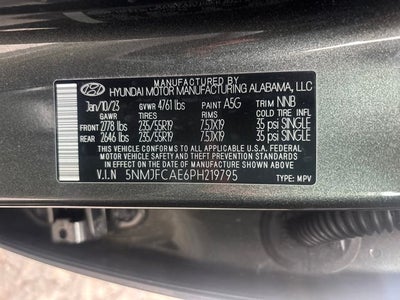 MANUFACTURED BY
HYUNDAI MOTOR MANUFACTURING ALABAMA, LLC
Jan/10/23 GVWR 4761 lbs PAINT A5G TRIM NNB
GAWR TIRE RIM COLD TIRE INFL
FRONT 2778 lbs 235/55R19 7.5JX19 35 psi SINGLE
REAR 2646 lbs 235/55R19 7.5JX19 35 psi SINGLE
THIS VEHICLE CONFORMS TO ALL APPLICABLE U.S.A. FEDERAL
MOTOR VEHICLE SAFETY, BUMPER, AND THEFT PREVENTION STANDARDS
IN EFFECT ON THE DATE OF MANUFACTURE SHOWN ABOVE
V.I.N 5NMJFCAE6PH219795 TYPE: MPV